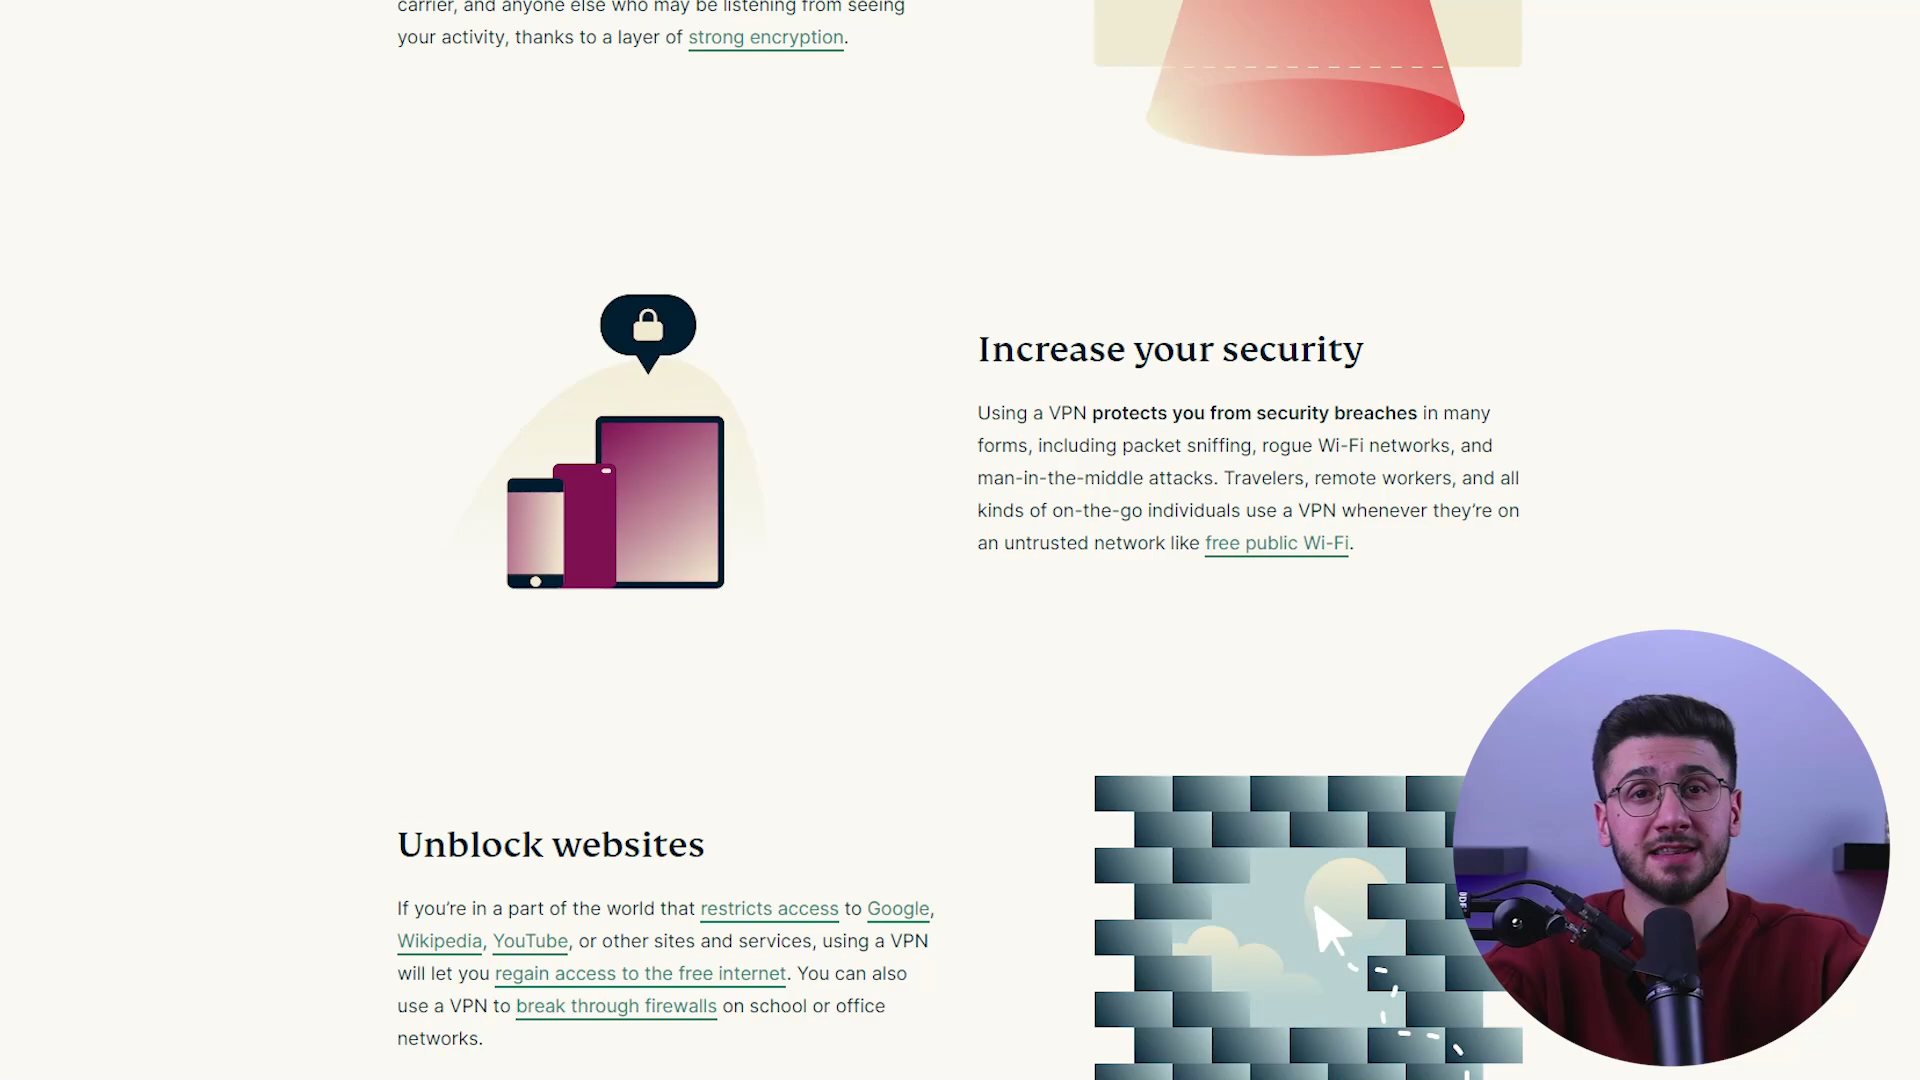 carrier, and anyone else who may be listening from seeing
your activity, thanks to a layer of strong encryption.
Increase your security
Using a VPN protects you from security breaches in many
forms, including packet sniffing, rogue Wi-Fi networks, and
man-in-the-middle attacks. Travelers, remote workers, and all
kinds of on-the-go individuals use a VPN whenever they’re on
an untrusted network like free public Wi-Fi.
Unblock websites
If you’re in a part of the world that restricts access to Google,
Wikipedia, YouTube, or other sites and services, using a VPN
will let you regain access to the free internet. You can also
use a VPN to break through firewalls on school or office
networks.